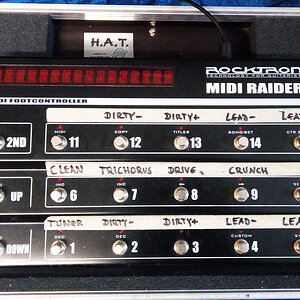 H.A.T.
ROCKTRON
TECHNOLOGY FOR GUITARISTS
MIDI RAIDER
DI FOOTCONTROLLER
DIRTY- DIRTY+ LEAD-
MIDI COPY TITLES SONG/SET
2ND 11 12 13 14
CLEAN TRICHORUS DRIVE CRUNCH
INC INC
UP 6 7 8 9
TUNER DIRTY- DIRTY+ LEAD-
DEC DEC CUSTOM
DOWN 1 2 3 4